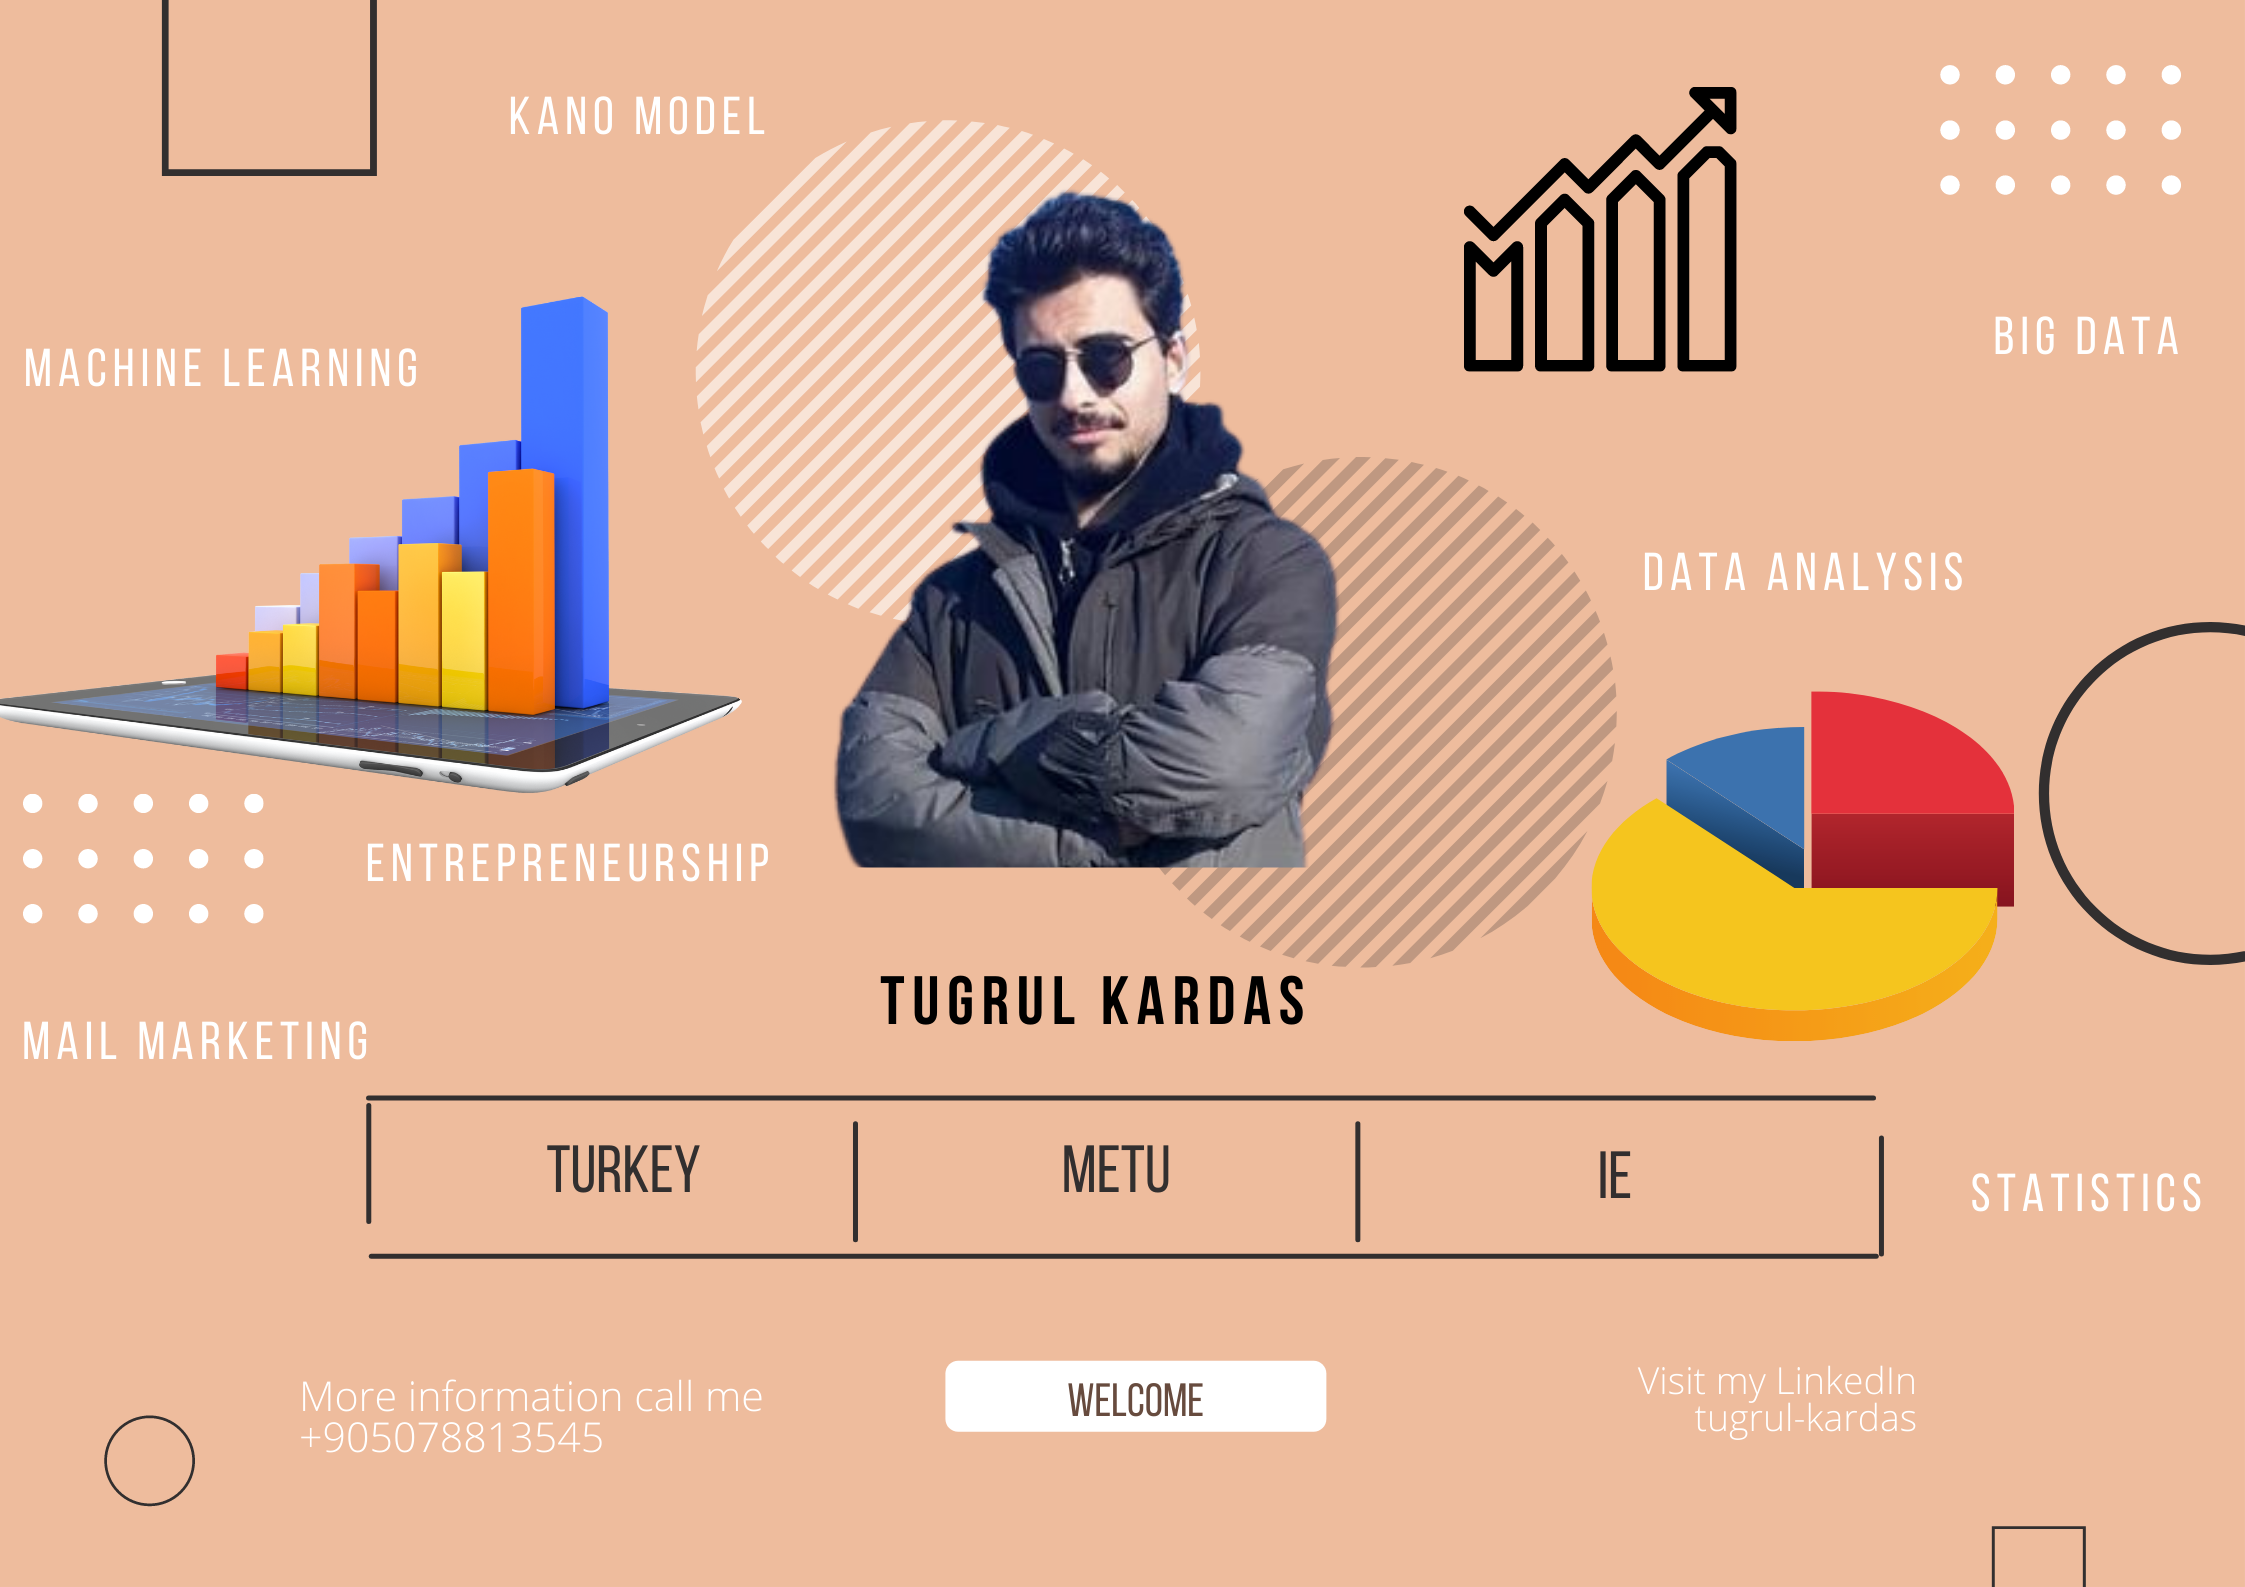 KANO MODEL
BIG DATA
MACHINE LEARNING
DATA ANALYSIS
ENTREPRENEURSHIP
TUGRUL KARDAS
MAIL MARKETING
TURKEY
METU
IE
STATISTICS
More information call me
+905078813545
WELCOME
Visit my LinkedIn
tugrul-kardas